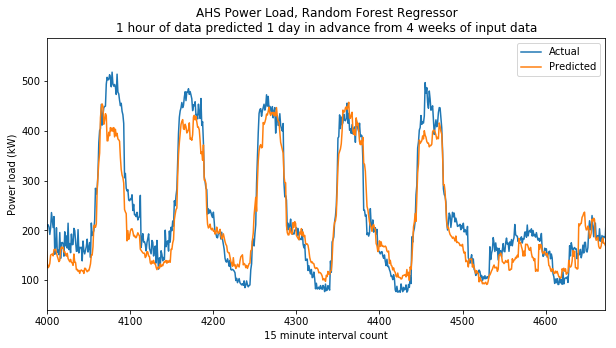 AHS Power Load, Random Forest Regressor
1 hour of data predicted 1 day in advance from 4 weeks of input data
Actual
Predicted
Power load (kW)
500
400
300
200
100
4000
4100
4200
4300
4400
4500
4600
15 minute interval count